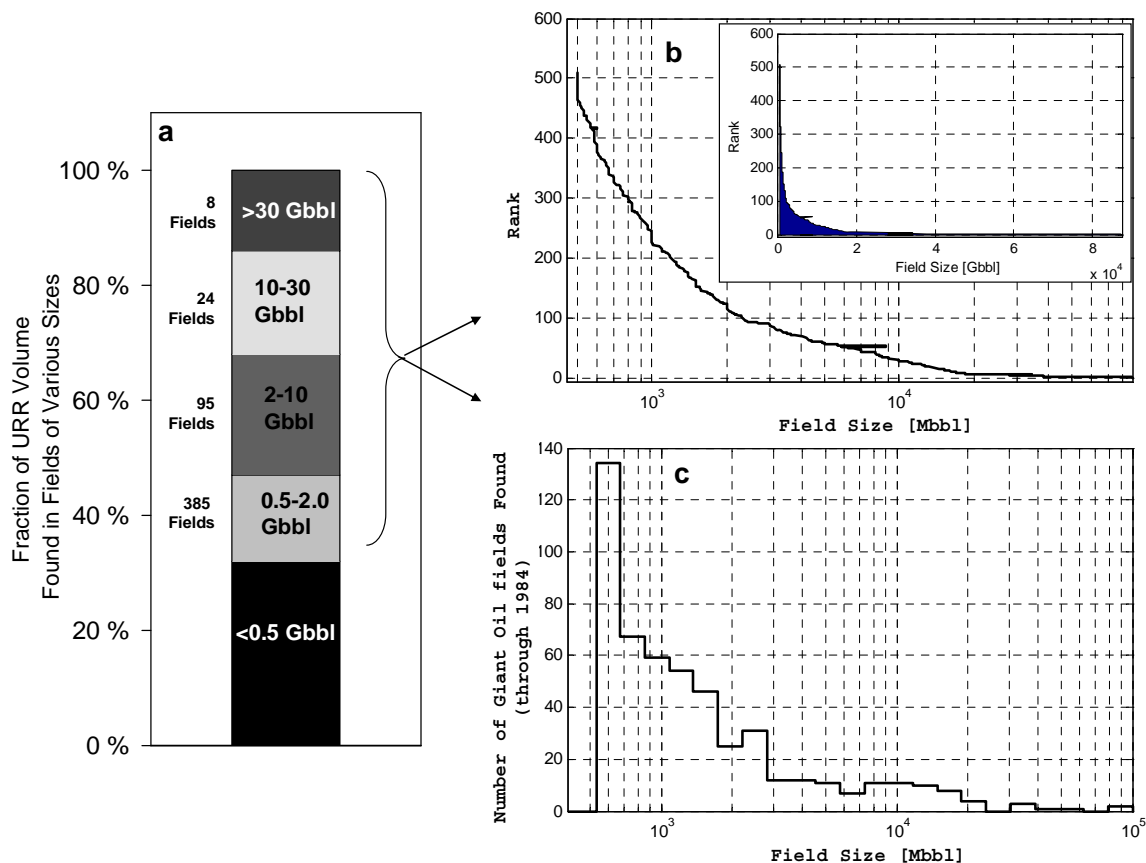 a
Fraction of URR Volume
Found in Fields of Various Sizes
100 %
80 %
60 %
40 %
20 %
0 %
8
Fields
24
Fields
95
Fields
385
Fields
>30 Gbbl
10-30
Gbbl
2-10
Gbbl
0.5-2.0
Gbbl
<0.5 Gbbl
b
Rank
600
500
400
300
200
100
0
10^3
10^4
Field Size [Mbbl]
Rank
600
500
400
300
200
100
0
0
2
4
6
8
x 10^4
Field Size [Gbbl]
c
Number of Giant Oil fields Found
(through 1984)
140
120
100
80
60
40
20
0
10^3
10^4
10^5
Field Size [Mbbl]